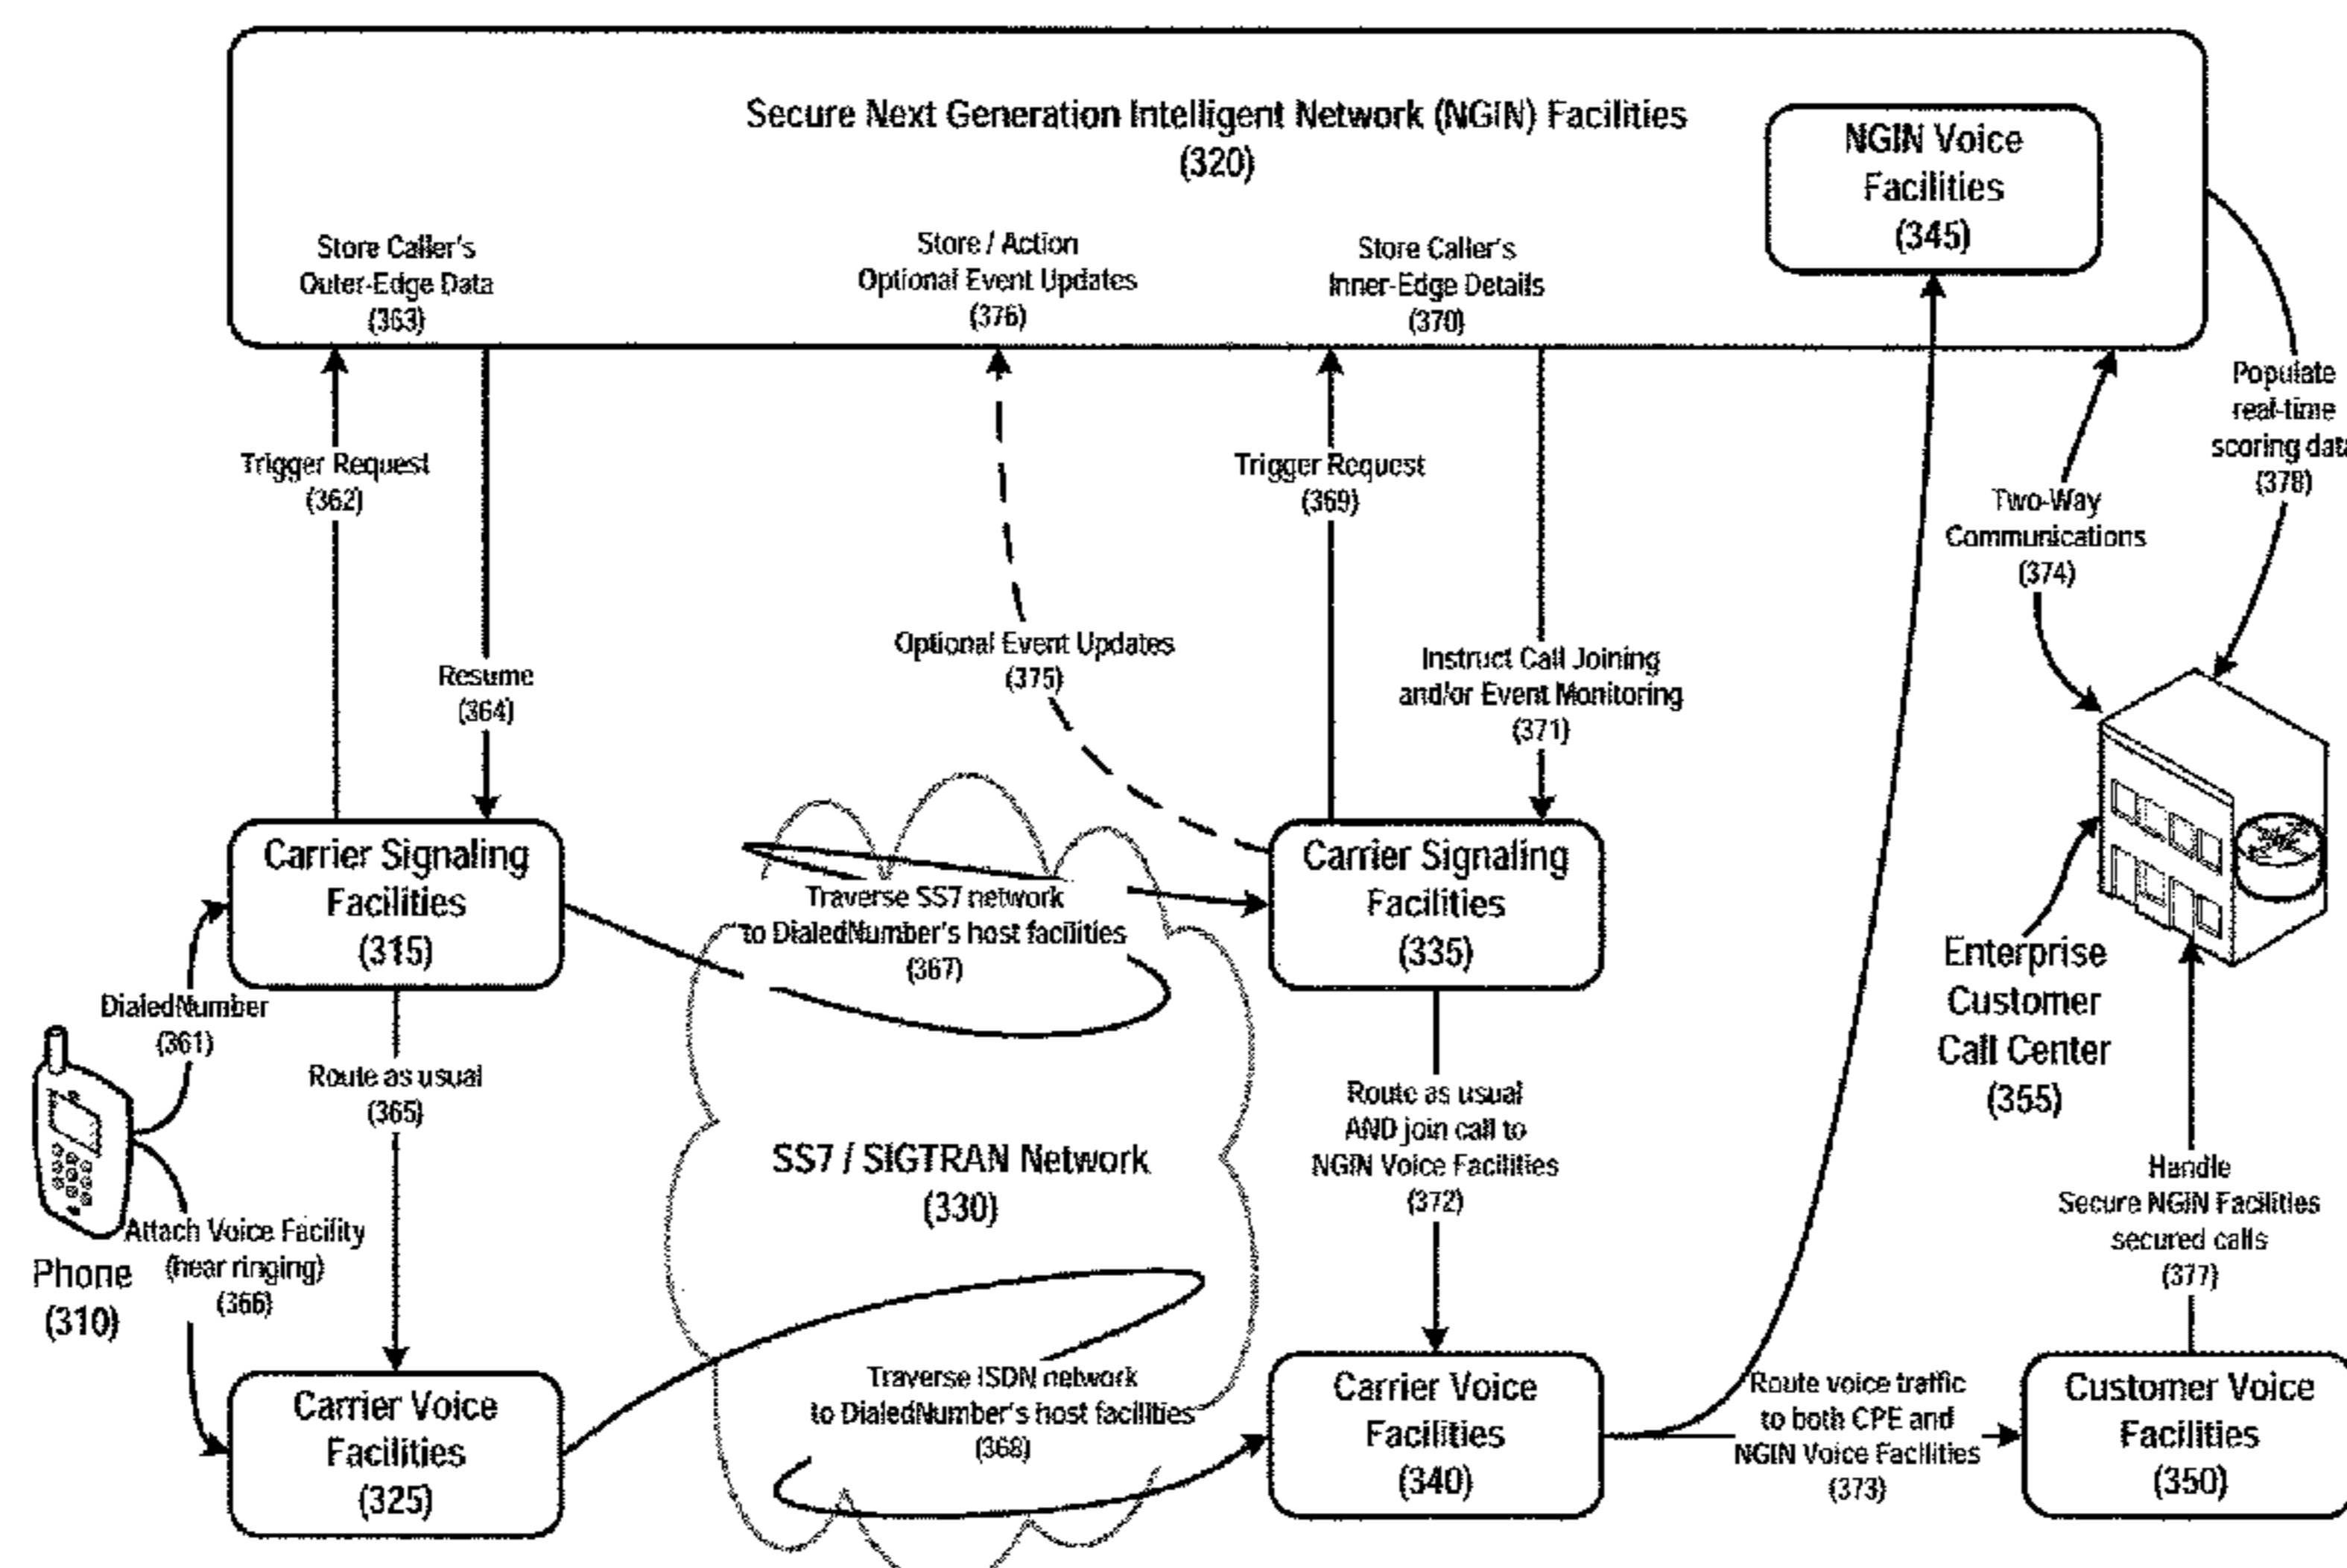 Secure Next Generation Intelligent Network (NGIN) Facilities
(320)
NGIN Voice
Facilities
(345)
Store Caller's
Outer-Edge Data
(363)
Store / Action
Optional Event Updates
(376)
Store Caller's
Inner-Edge Details
(370)
Populate
real-time
scoring data
(378)
Trigger Request
(362)
Trigger Request
(369)
Two-Way
Communications
(374)
Resume
(364)
Optional Event Updates
(375)
Instruct Call Joining
and/or Event Monitoring
(371)
Carrier Signaling
Facilities
(315)
Traverse SS7 network
to DialedNumber's host facilities
(367)
Carrier Signaling
Facilities
(335)
Enterprise
Customer
Call Center
(355)
DialedNumber
(361)
Route as usual
(365)
Route as usual
AND join call to
NGIN Voice Facilities
(372)
SS7 / SIGTRAN Network
(330)
Handle
Secure NGIN Facilities
secured calls
(377)
Attach Voice Facility
(hear ringing)
(366)
Phone
(310)
Carrier Voice
Facilities
(325)
Traverse ISDN network
to DialedNumber's host facilities
(368)
Carrier Voice
Facilities
(340)
Route voice traffic
to both CPE and
NGIN Voice Facilities
(373)
Customer Voice
Facilities
(350)